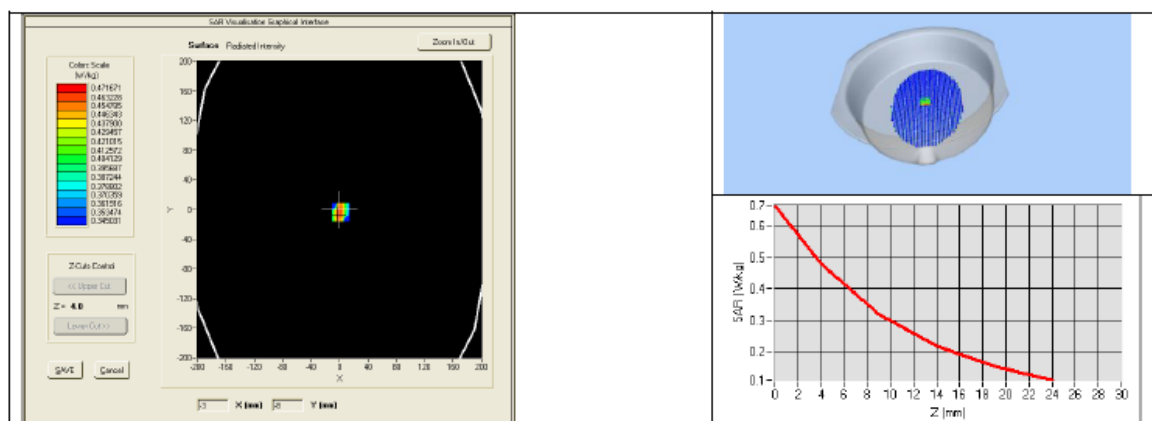 SAR Visualisation Graphical Interface
Surface Radiated Intensity
Zoom In/Out
Colors Scale
(W/kg)
0.471671
0.463228
0.454785
0.446343
0.437900
0.429457
0.421015
0.412572
0.404129
0.395687
0.387244
0.378802
0.370359
0.361916
0.353474
0.345031
200
160
120
80
40
0
-40
-80
-120
-160
-200
Y
-200 -160 -120 -80 -40 0 40 80 120 160 200
X
Z-Cuts Control
<< Upper Cut
Z = 4.0 mm
Lower Cut >>
SAVE Cancel
-3 X (mm) -8 Y (mm)
0.7
0.6
0.5
0.4
0.3
0.2
0.1
SAR (W/kg)
0 2 4 6 8 10 12 14 16 18 20 22 24 26 28 30
Z (mm)